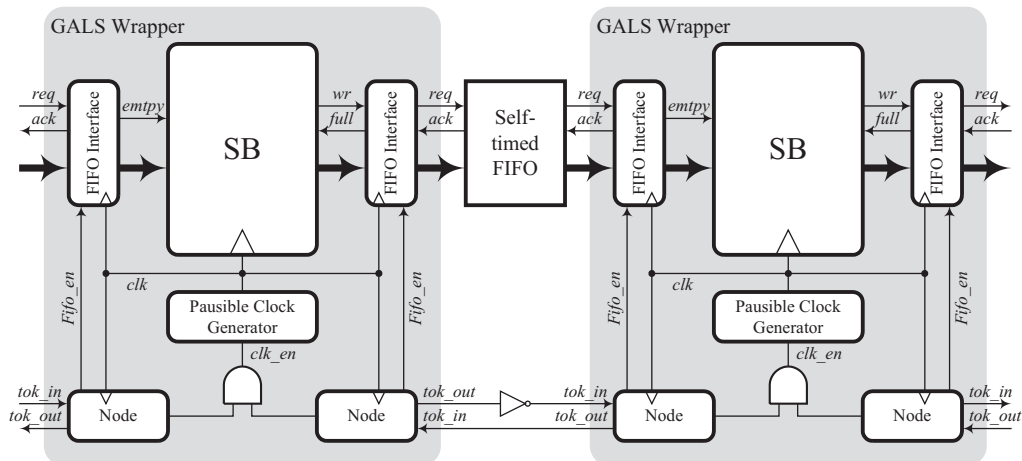 GALS Wrapper
GALS Wrapper
req
ack
FIFO Interface
emtpy
SB
wr
full
FIFO Interface
req
ack
Self-
timed
FIFO
req
ack
FIFO Interface
emtpy
SB
wr
full
FIFO Interface
req
ack
clk
clk
Fifo_en
Pausible Clock
Generator
Fifo_en
Fifo_en
Pausible Clock
Generator
Fifo_en
clk_en
clk_en
tok_in
tok_out
Node
Node
tok_out
tok_in
tok_in
tok_out
Node
Node
tok_in
tok_out